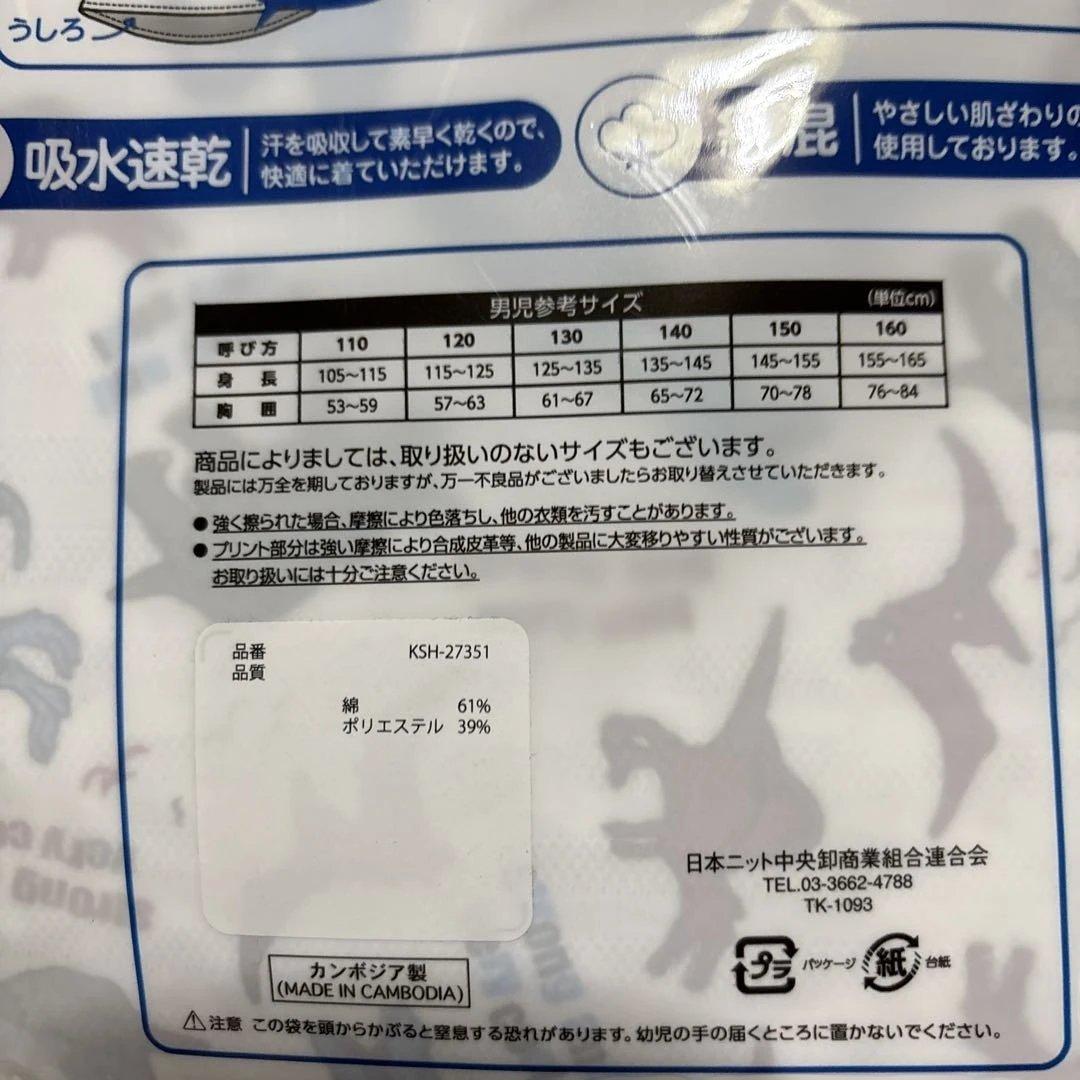 うしろ
吸水速乾
汗を吸収して素早く乾くので、
快適に着ていただけます。
混
やさしい肌ざわりの
使用しております。
男児参考サイズ (単位cm)
呼び方 110 120 130 140 150 160
身長 105〜115 115〜125 125〜135 135〜145 145〜155 155〜165
胸囲 53〜59 57〜63 61〜67 65〜72 70〜78 76〜84
商品によりましては、取り扱いのないサイズもございます。
製品には万全を期しておりますが、万一不良品がございましたらお取り替えさせていただきます。
● 強く擦られた場合、摩擦により色落ちし、他の衣類を汚すことがあります。
● プリント部分は強い摩擦により合成皮革等、他の製品に大変移りやすい性質がございます。
お取り扱いには十分ご注意ください。
品番 KSH-27351
品質
綿 61%
ポリエステル 39%
日本ニット中央卸商業組合連合会
TEL.03-3662-4788
TK-1093
プラ パッケージ 紙 台紙
カンボジア製
(MADE IN CAMBODIA)
⚠注意 この袋を頭からかぶると窒息する恐れがあります。幼児の手の届くところに置かないでください。